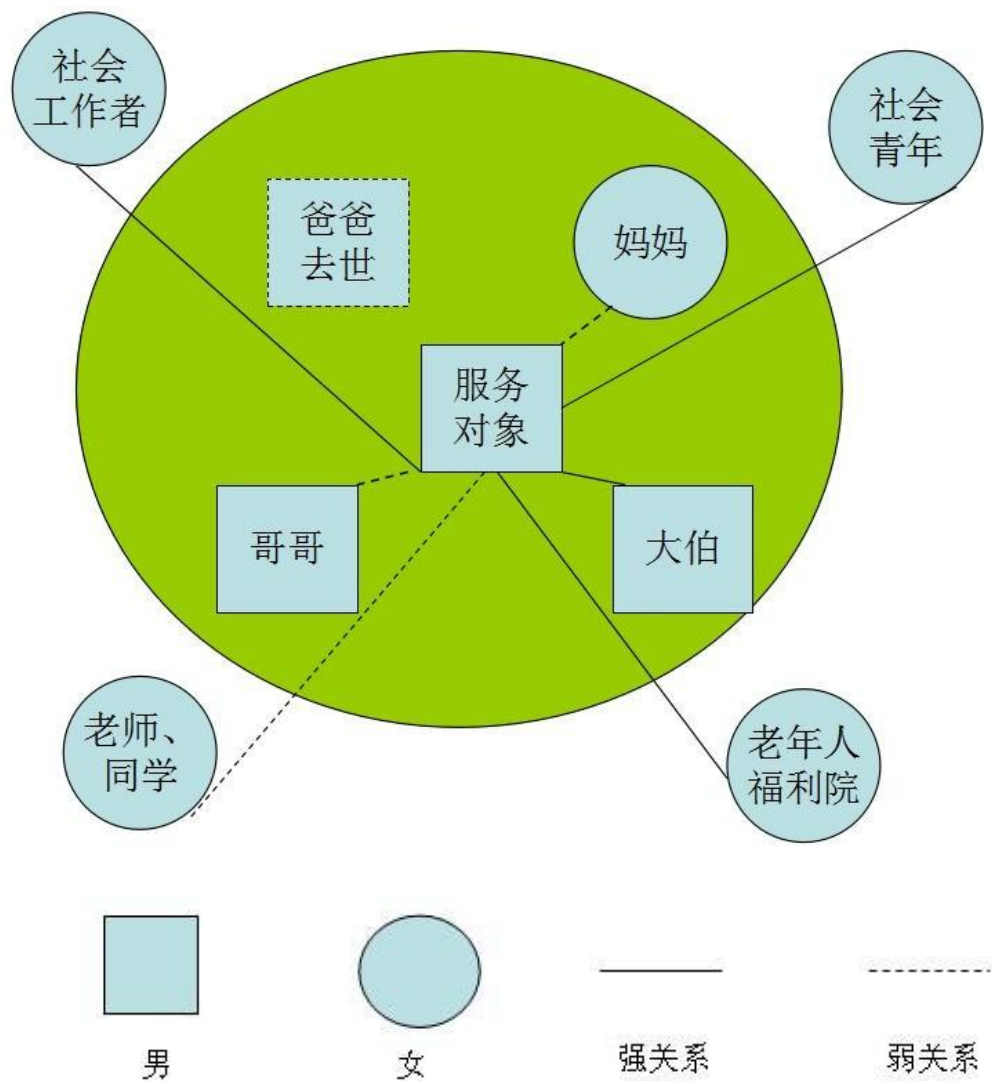 社会
工作者
社会
青年
爸爸
去世
妈妈
服务
对象
哥哥
大伯
老师、
同学
老年人
福利院
男
女
强关系
弱关系